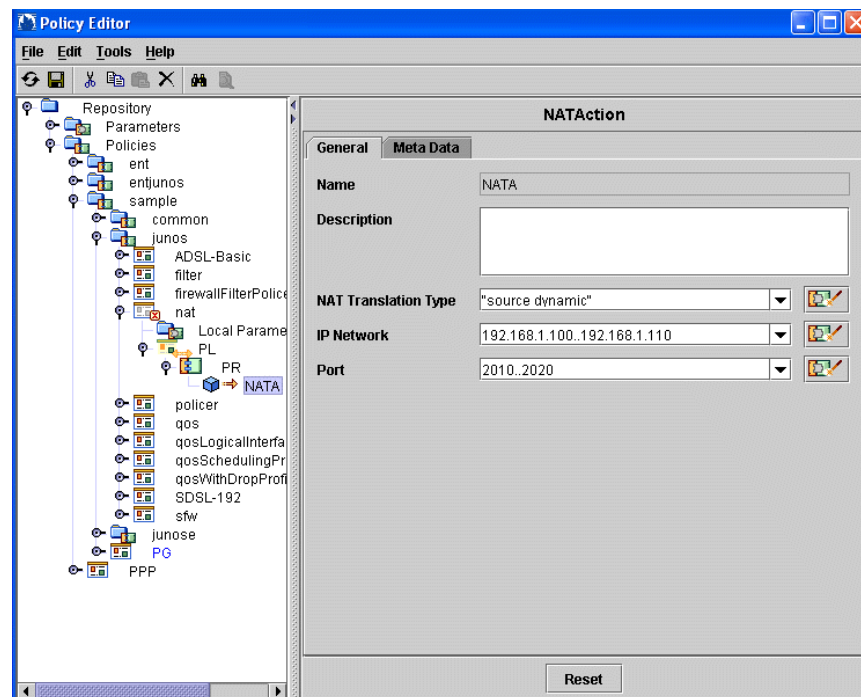 Policy Editor
File Edit Tools Help
Repository
Parameters
Policies
ent
entjunos
sample
common
junos
ADSL-Basic
filter
firewallFilterPolice
nat
Local Parame
PL
PR
NATA
policer
qos
qosLogicalInterfa
qosSchedulingPr
qosWithDropProfi
SDSL-192
sfw
junose
PG
PPP
NATAction
General Meta Data
Name NATA
Description
NAT Translation Type "source dynamic"
IP Network 192.168.1.100..192.168.1.110
Port 2010..2020
Reset